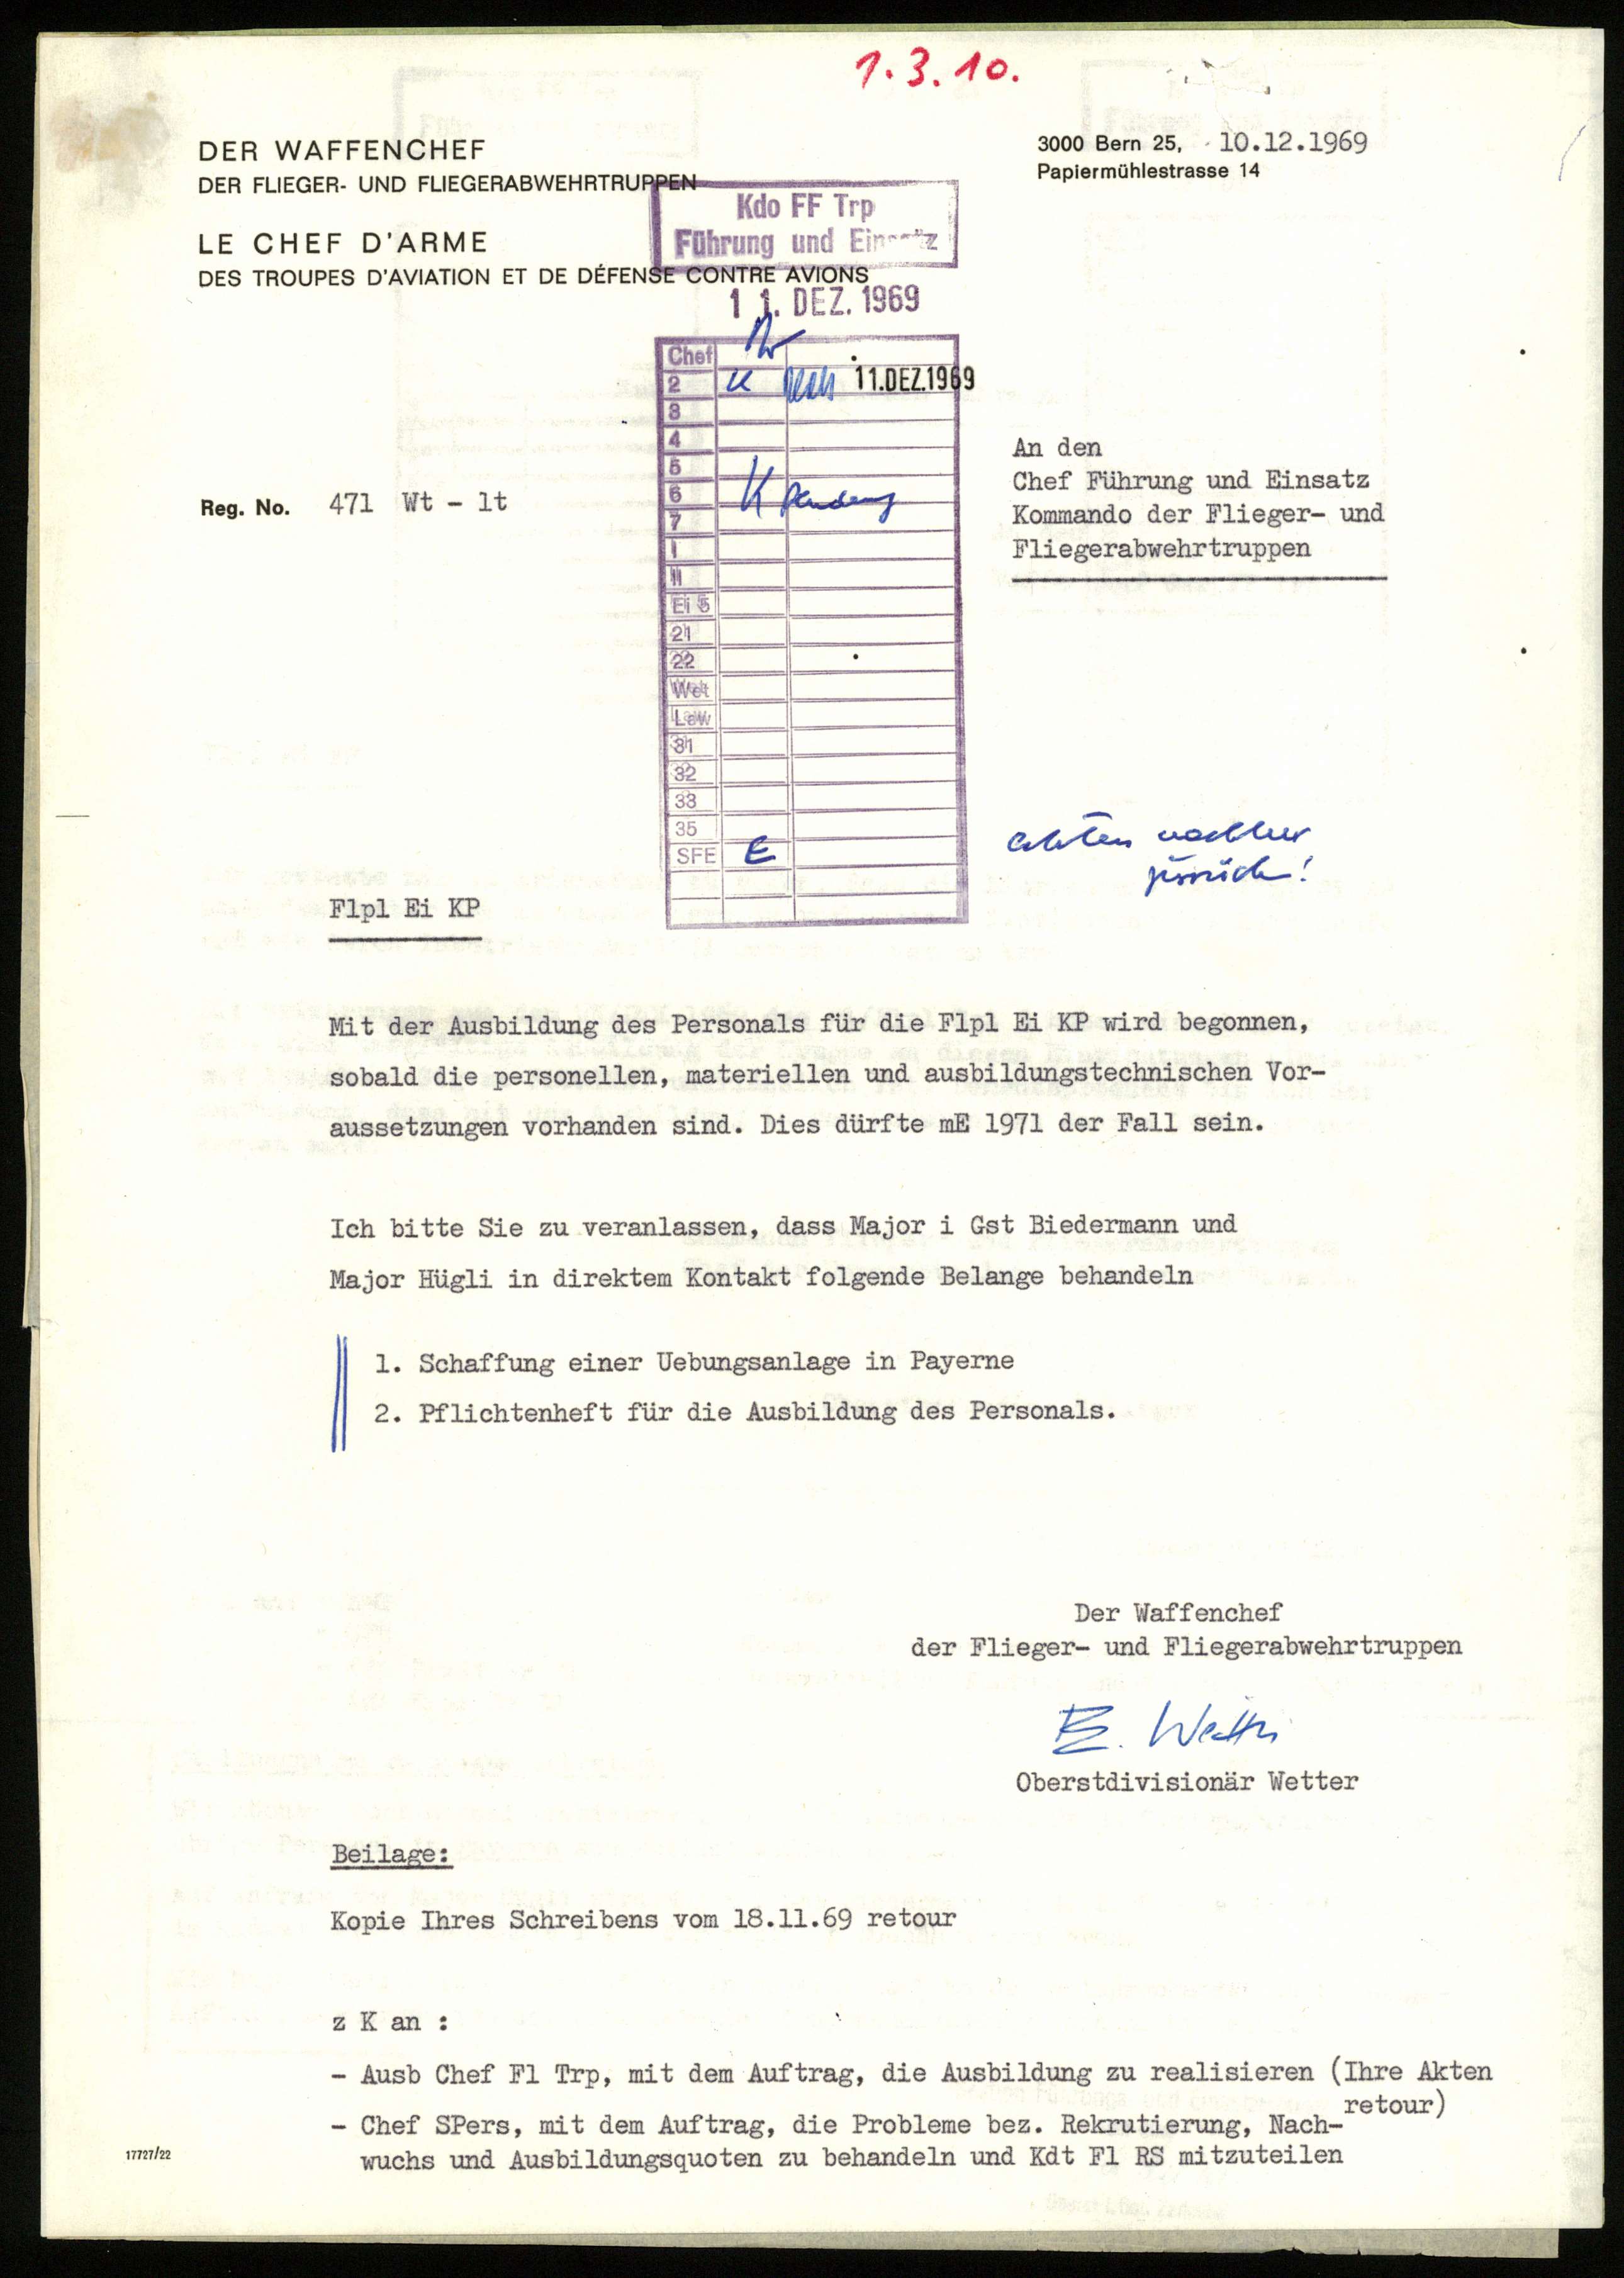 1.3.10.
DER WAFFENCHEF
DER FLIEGER- UND FLIEGERABWEHRTRUPPEN
LE CHEF D'ARME
DES TROUPES D'AVIATION ET DE DÉFENSE CONTRE AVIONS
3000 Bern 25, 10.12.1969
Papiermühlestrasse 14
Kdo FF Trp
Führung und Einsatz
11. DEZ. 1969
Chef
2 K 11.DEZ.1969
3
4
5
6 K
7
I
II
Ei 5
21
22
Wet
Law
31
32
33
35
SFE E
An den
Chef Führung und Einsatz
Kommando der Flieger- und
Fliegerabwehrtruppen
Reg. No. 471 Wt - lt
Akten nachher
zurück!
Flpl Ei KP
Mit der Ausbildung des Personals für die Flpl Ei KP wird begonnen,
sobald die personellen, materiellen und ausbildungstechnischen Vor-
aussetzungen vorhanden sind. Dies dürfte mE 1971 der Fall sein.
Ich bitte Sie zu veranlassen, dass Major i Gst Biedermann und
Major Hügli in direktem Kontakt folgende Belange behandeln
1. Schaffung einer Uebungsanlage in Payerne
2. Pflichtenheft für die Ausbildung des Personals.
Der Waffenchef
der Flieger- und Fliegerabwehrtruppen
E. Wetter
Oberstdivisionär Wetter
Beilage:
Kopie Ihres Schreibens vom 18.11.69 retour
z K an :
- Ausb Chef Fl Trp, mit dem Auftrag, die Ausbildung zu realisieren (Ihre Akten
retour)
- Chef SPers, mit dem Auftrag, die Probleme bez. Rekrutierung, Nach-
wuchs und Ausbildungsquoten zu behandeln und Kdt Fl RS mitzuteilen
17727/22